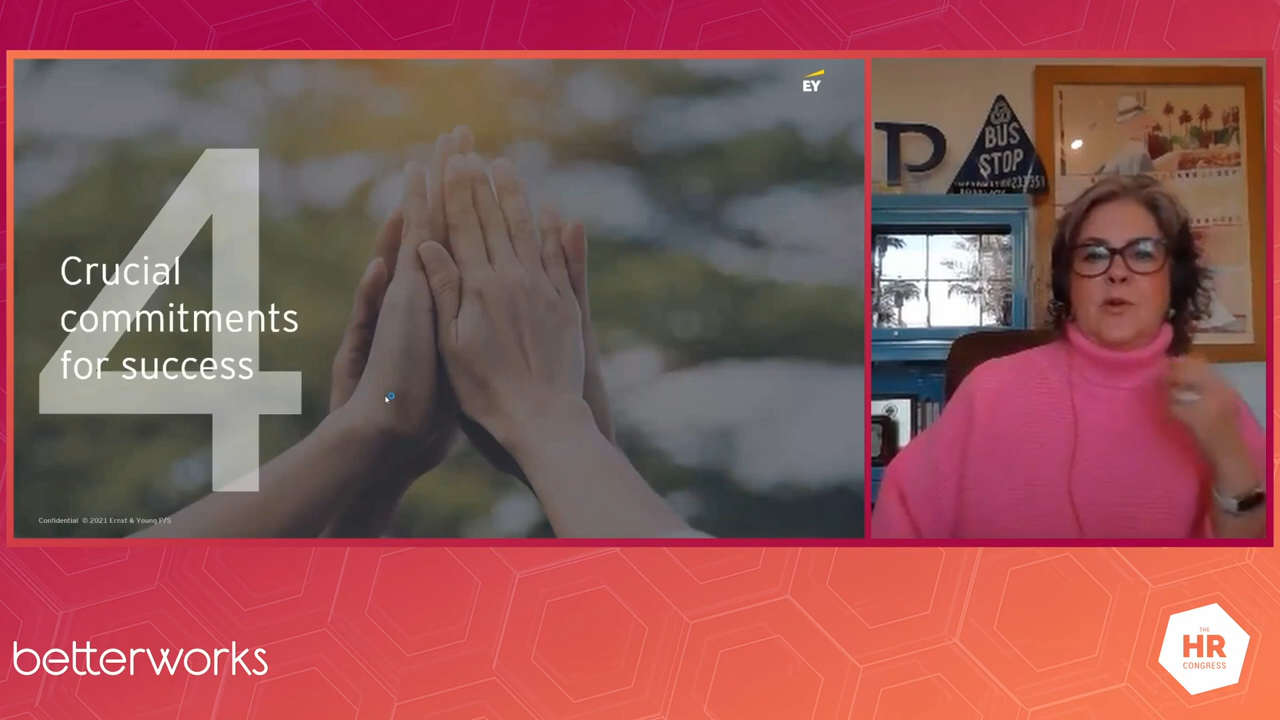 EY
4
Crucial
commitments
for success
Confidential © 2021 Ernst & Young P/S
P
BUS
STOP
betterworks
THE
HR
CONGRESS